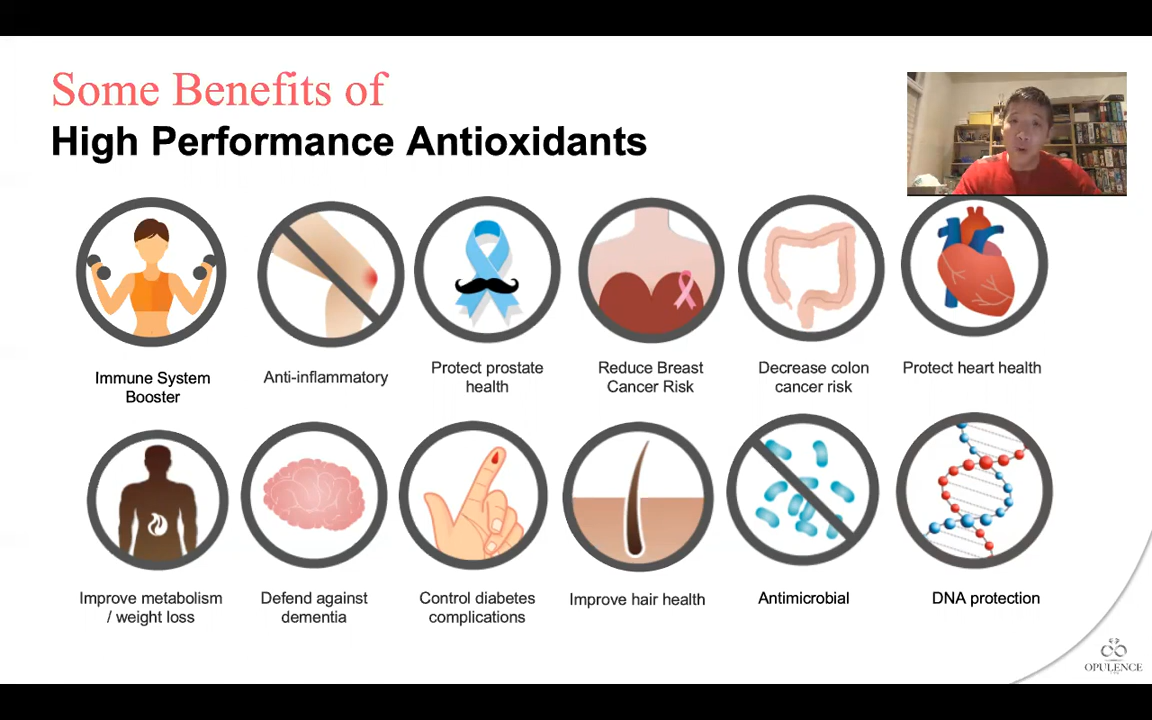 Some Benefits of
High Performance Antioxidants
Immune System
Booster
Anti-inflammatory
Protect prostate
health
Reduce Breast
Cancer Risk
Decrease colon
cancer risk
Protect heart health
Improve metabolism
/ weight loss
Defend against
dementia
Control diabetes
complications
Improve hair health
Antimicrobial
DNA protection
OPULENCE